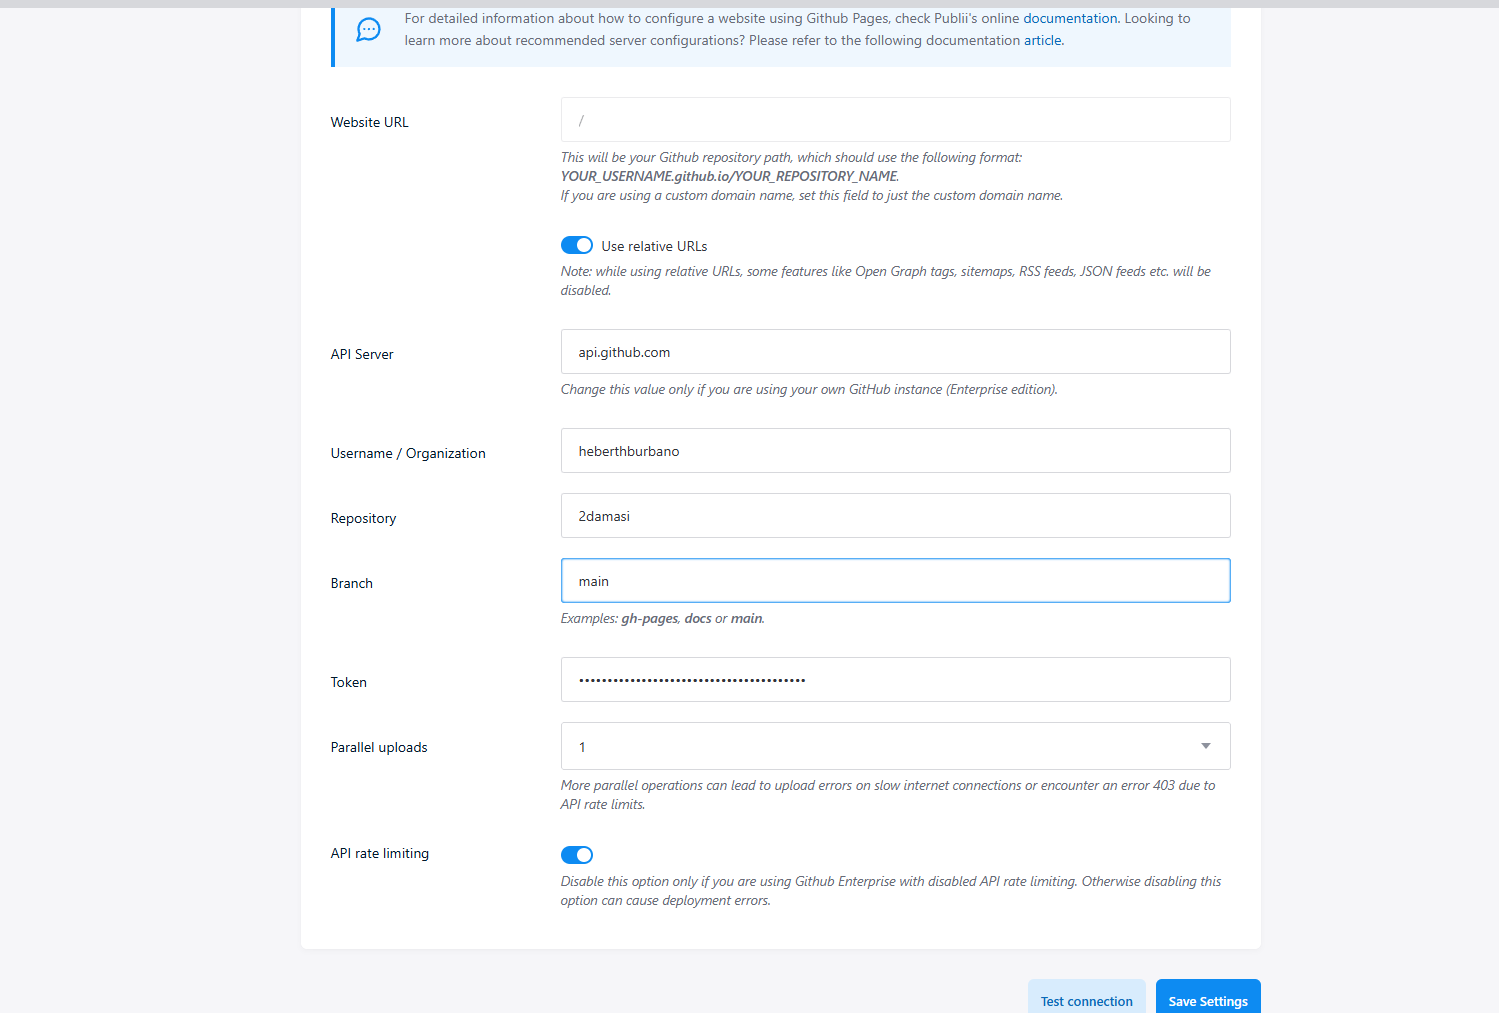 For detailed information about how to configure a website using Github Pages, check Publii's online documentation. Looking to
learn more about recommended server configurations? Please refer to the following documentation article.
Website URL
/
This will be your Github repository path, which should use the following format:
YOUR_USERNAME.github.io/YOUR_REPOSITORY_NAME.
If you are using a custom domain name, set this field to just the custom domain name.
Use relative URLs
Note: while using relative URLs, some features like Open Graph tags, sitemaps, RSS feeds, JSON feeds etc. will be
disabled.
API Server
api.github.com
Change this value only if you are using your own GitHub instance (Enterprise edition).
Username / Organization
heberthburbano
Repository
2damasi
Branch
main
Examples: gh-pages, docs or main.
Token
••••••••••••••••••••••••••••••••••••••••
Parallel uploads
1
More parallel operations can lead to upload errors on slow internet connections or encounter an error 403 due to
API rate limits.
API rate limiting
Disable this option only if you are using Github Enterprise with disabled API rate limiting. Otherwise disabling this
option can cause deployment errors.
Test connection
Save Settings